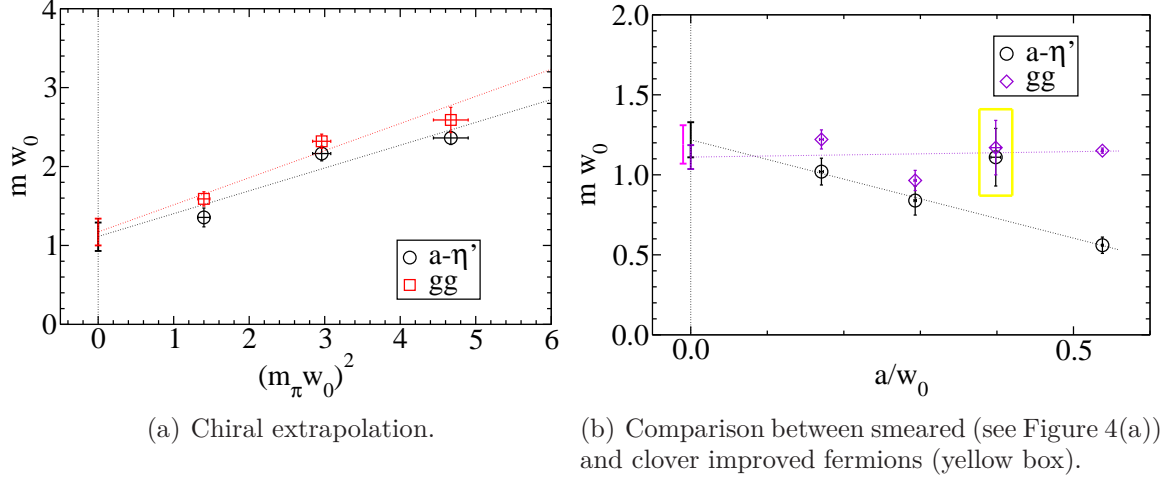 4
3
2
1
0
m w₀
0 1 2 3 4 5 6
(m_π w₀)²
a-η'
gg
(a) Chiral extrapolation.
2.0
1.5
1.0
0.5
0.0
m w₀
0.0 0.5
a/w₀
a-η'
gg
(b) Comparison between smeared (see Figure 4(a))
and clover improved fermions (yellow box).